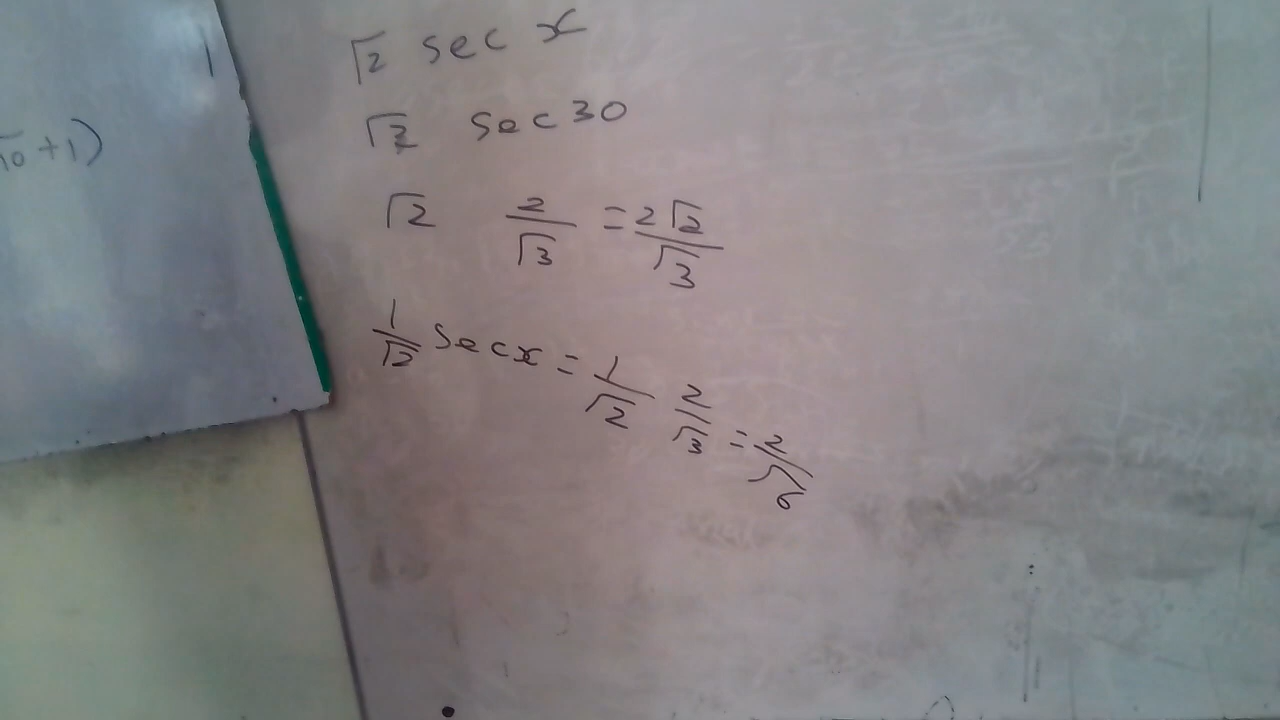 √2 sec x
√2 sec 30
√2 2/√3 = 2√2/√3
1/√2 sec x = 1/√2 2/√3 = 2/√6
+1)